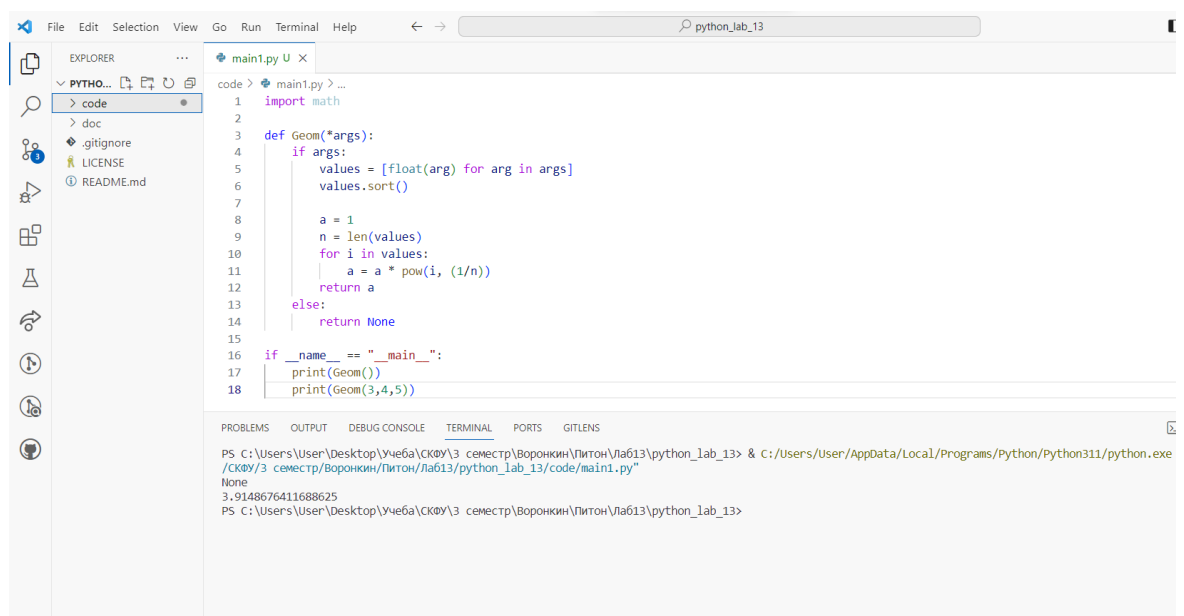 File Edit Selection View Go Run Terminal Help
python_lab_13
EXPLORER
main1.py U
PYTHO...
code > main1.py > ...
code
doc
.gitignore
LICENSE
README.md
3
1 import math
2
3 def Geom(*args):
4     if args:
5         values = [float(arg) for arg in args]
6         values.sort()
7
8         a = 1
9         n = len(values)
10         for i in values:
11             a = a * pow(i, (1/n))
12         return a
13     else:
14         return None
15
16 if __name__ == "__main__":
17     print(Geom())
18     print(Geom(3,4,5))
PROBLEMS OUTPUT DEBUG CONSOLE TERMINAL PORTS GITLENS
PS C:\Users\User\Desktop\Учеба\СКФУ\3 семестр\Воронкин\Питон\Лаб13\python_lab_13> & C:/Users/User/AppData/Local/Programs/Python/Python311/python.exe
/СКФУ/3 семестр/Воронкин/Питон/Лаб13/python_lab_13/code/main1.py"
None
3.9148676411688625
PS C:\Users\User\Desktop\Учеба\СКФУ\3 семестр\Воронкин\Питон\Лаб13\python_lab_13>